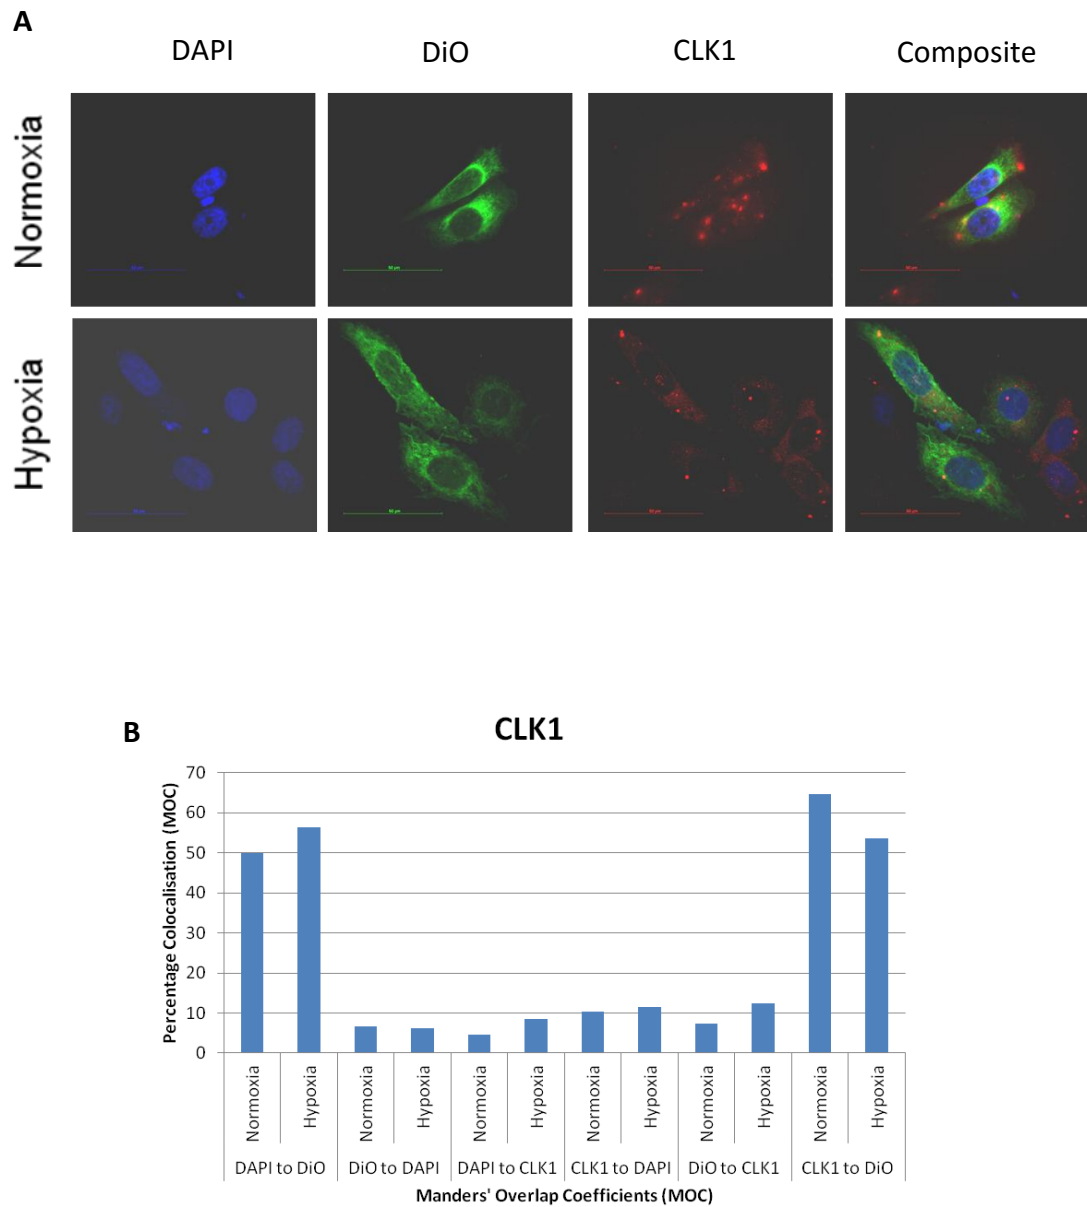 A
DAPI DiO CLK1 Composite
Normoxia
Hypoxia
B
CLK1
Percentage Colocalisation (MOC)
70
60
50
40
30
20
10
0
Normoxia Hypoxia Normoxia Hypoxia Normoxia Hypoxia Normoxia Hypoxia Normoxia Hypoxia Normoxia Hypoxia
DAPI to DiO DiO to DAPI DAPI to CLK1 CLK1 to DAPI DiO to CLK1 CLK1 to DiO
Manders' Overlap Coefficients (MOC)